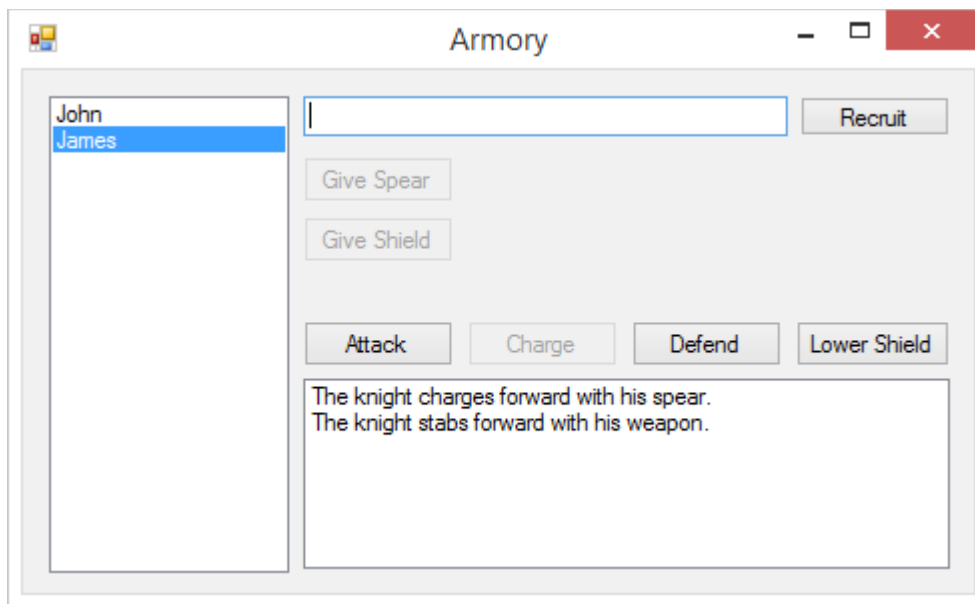 Armory
John
James
Recruit
Give Spear
Give Shield
Attack
Charge
Defend
Lower Shield
The knight charges forward with his spear.
The knight stabs forward with his weapon.